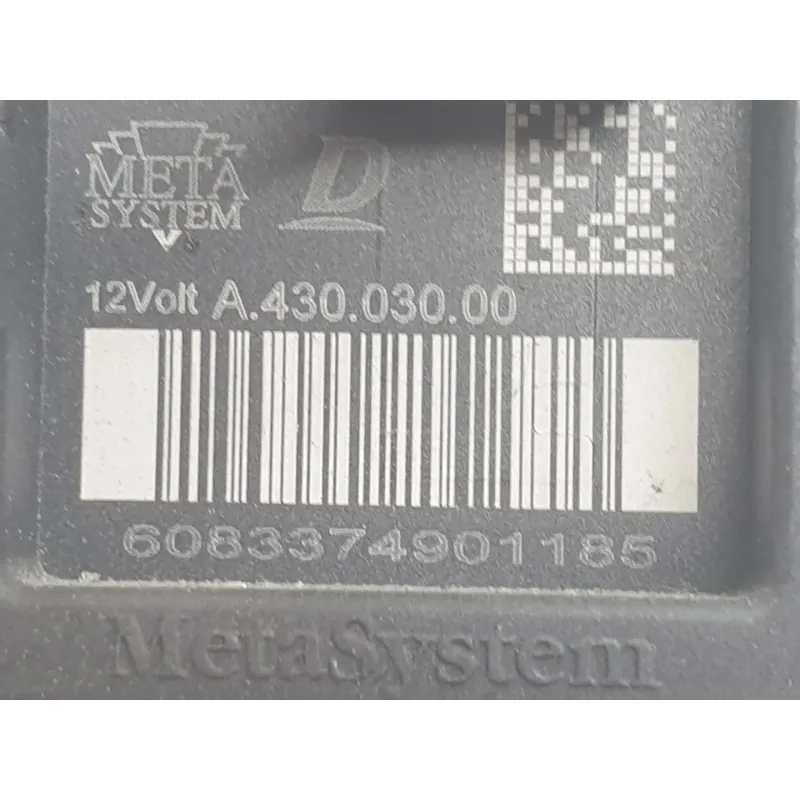 META
SYSTEM
D
12Volt A.430.030.00
6083374901185
MetaSystem